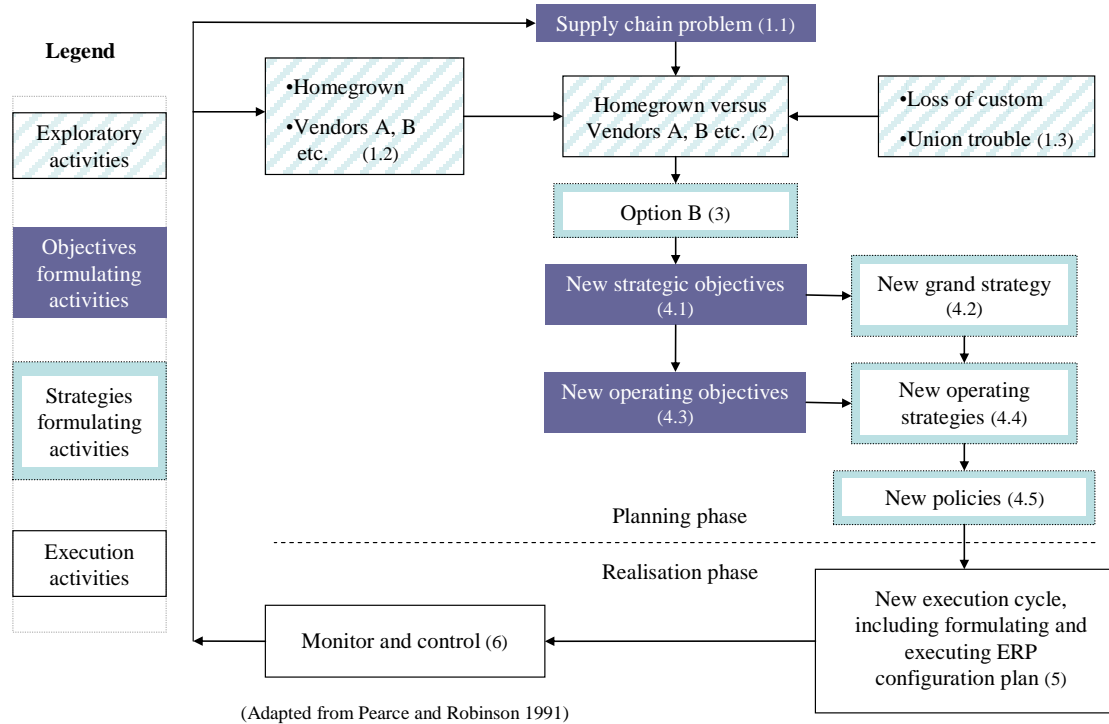 Legend
Exploratory
activities
Objectives
formulating
activities
Strategies
formulating
activities
Execution
activities
Supply chain problem (1.1)
•Homegrown
•Vendors A, B
etc. (1.2)
Homegrown versus
Vendors A, B etc. (2)
•Loss of custom
•Union trouble (1.3)
Option B (3)
New strategic objectives
(4.1)
New grand strategy
(4.2)
New operating objectives
(4.3)
New operating
strategies (4.4)
New policies (4.5)
Planning phase
Realisation phase
New execution cycle,
including formulating and
executing ERP
configuration plan (5)
Monitor and control (6)
(Adapted from Pearce and Robinson 1991)